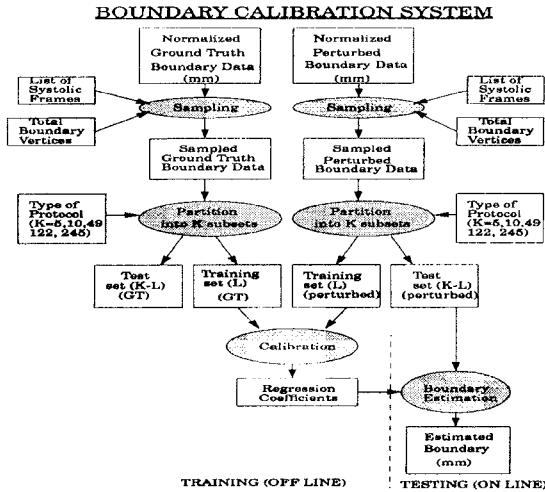 BOUNDARY CALIBRATION SYSTEM
Normalized
Ground Truth
Boundary Data
(mm)
Normalized
Perturbed
Boundary Data
(mm)
List of
Systolic
Frames
Total
Boundary
Vertices
Sampling
Sampling
List of
Systolic
Frames
Total
Boundary
Vertices
Sampled
Ground Truth
Boundary Data
Sampled
Perturbed
Boundary Data
Type of
Protocol
(K=5,10,49
122, 245)
Partition
into K subsets
Partition
into K subsets
Type of
Protocol
(K=5,10,49
122, 245)
Test
set (K-L)
(GT)
Training
set (L)
(GT)
Training
set (L)
(perturbed)
Test
set (K-L)
(perturbed)
Calibration
Regression
Coefficients
Boundary
Estimation
Estimated
Boundary
(mm)
TRAINING (OFF LINE)
TESTING (ON LINE)